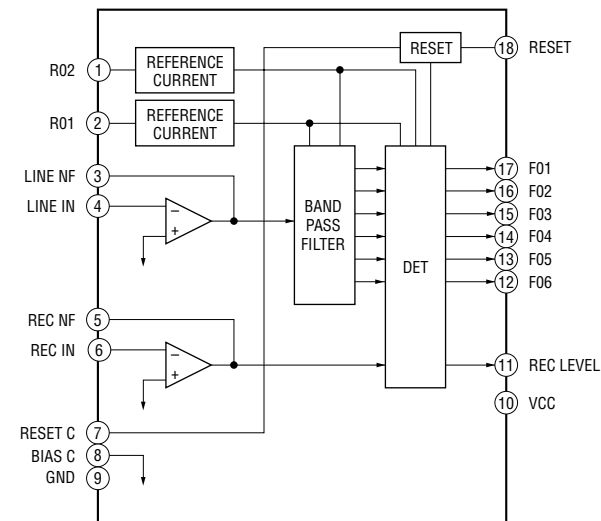 RESET
18 RESET
R02 1 REFERENCE
CURRENT
R01 2 REFERENCE
CURRENT
LINE NF 3
LINE IN 4
−
+
BAND
PASS
FILTER
DET
17 F01
16 F02
15 F03
14 F04
13 F05
12 F06
REC NF 5
REC IN 6
−
+
11 REC LEVEL
10 VCC
RESET C 7
BIAS C 8
GND 9